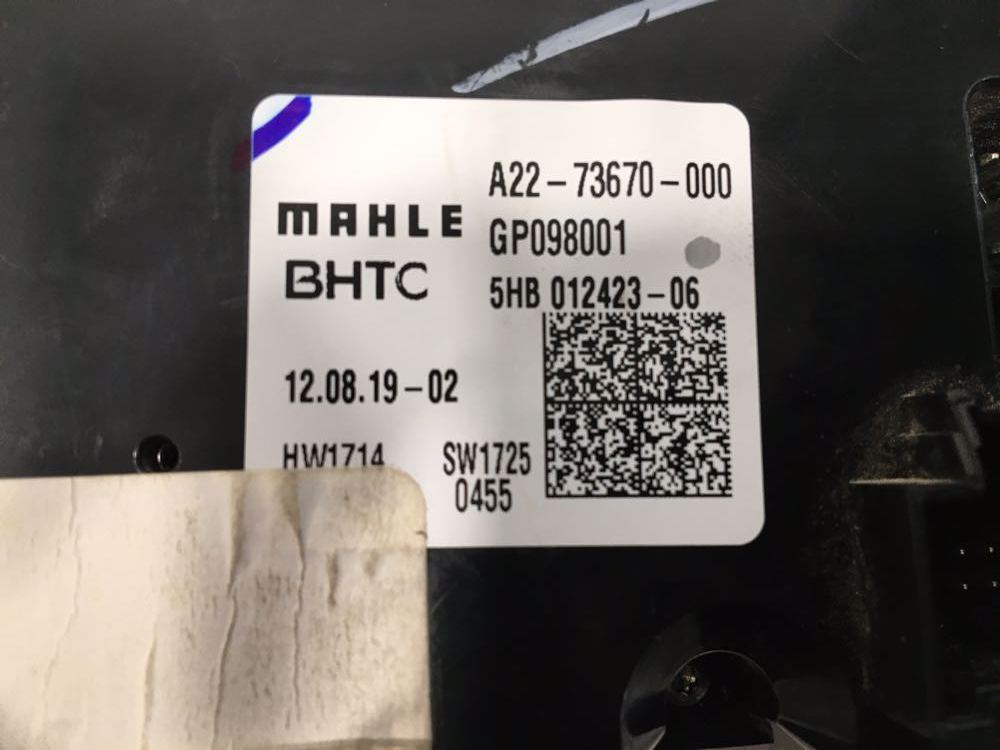 A22-73670-000
MAHLE
GP098001
BHTC
5HB 012423-06
12.08.19-02
HW1714 SW1725
0455